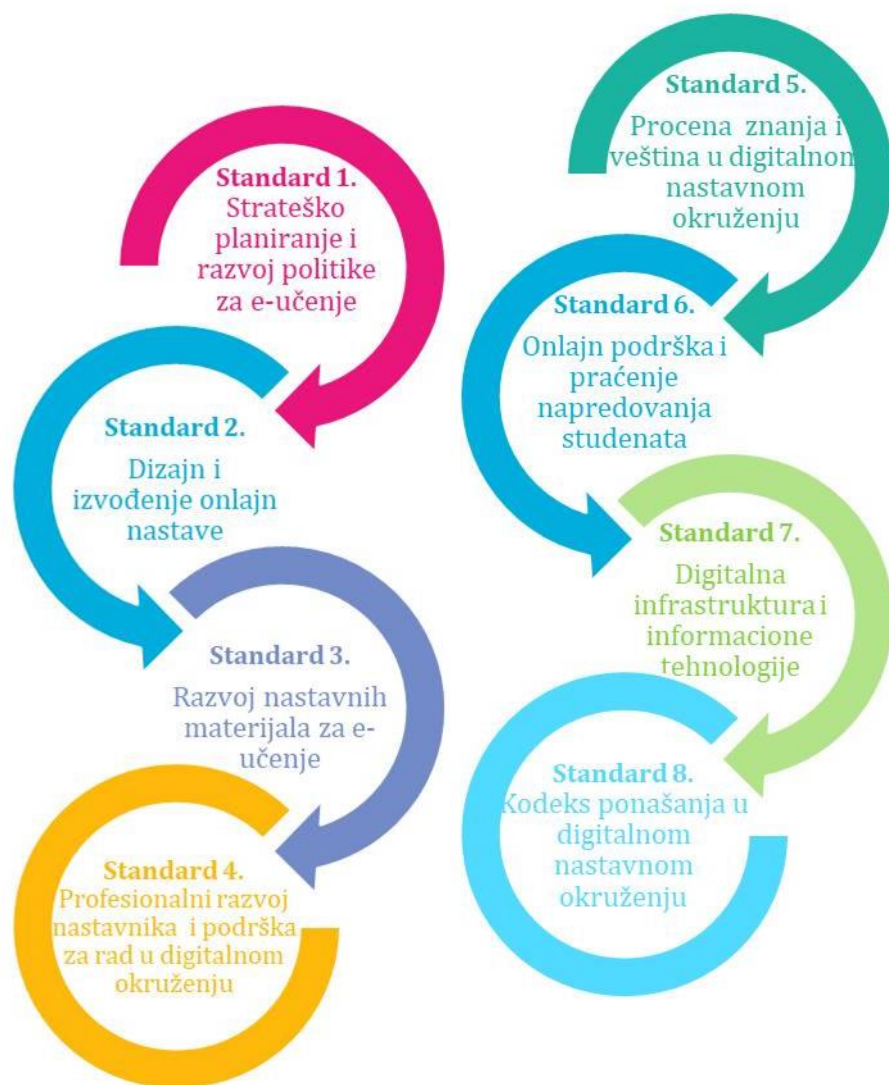 Standard 1.
Strateško
planiranje i
razvoj politike
za e-učenje
Standard 2.
Dizajn i
izvođenje onlajn
nastave
Standard 3.
Razvoj nastavnih
materijala za e-
učenje
Standard 4.
Profesionalni razvoj
nastavnika i podrška
za rad u digitalnom
okruženju
Standard 5.
Procena znanja i
veština u digitalnom
nastavnom
okruženju
Standard 6.
Onlajn podrška i
praćenje
napredovanja
studenata
Standard 7.
Digitalna
infrastruktura i
informacione
tehnologije
Standard 8.
Kodeks ponašanja u
digitalnom
nastavnom
okruženju